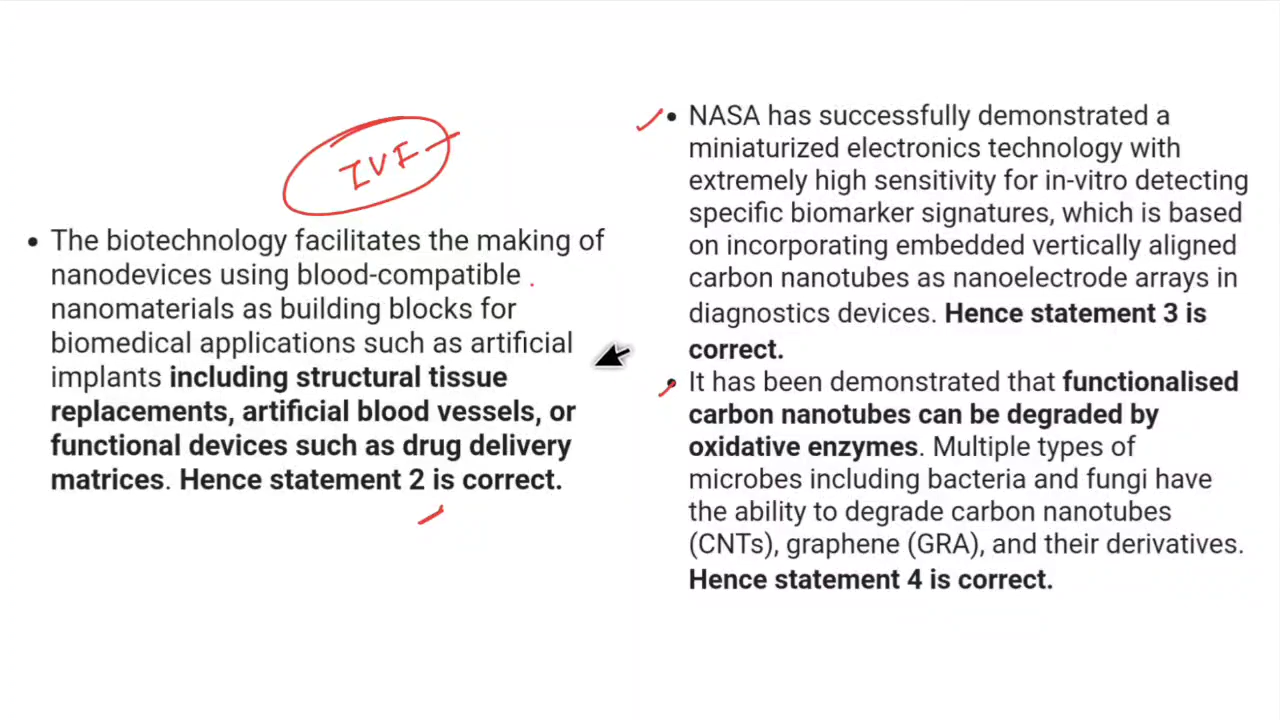 IVF
• The biotechnology facilitates the making of
nanodevices using blood-compatible
nanomaterials as building blocks for
biomedical applications such as artificial
implants including structural tissue
replacements, artificial blood vessels, or
functional devices such as drug delivery
matrices. Hence statement 2 is correct.
• NASA has successfully demonstrated a
miniaturized electronics technology with
extremely high sensitivity for in-vitro detecting
specific biomarker signatures, which is based
on incorporating embedded vertically aligned
carbon nanotubes as nanoelectrode arrays in
diagnostics devices. Hence statement 3 is
correct.
• It has been demonstrated that functionalised
carbon nanotubes can be degraded by
oxidative enzymes. Multiple types of
microbes including bacteria and fungi have
the ability to degrade carbon nanotubes
(CNTs), graphene (GRA), and their derivatives.
Hence statement 4 is correct.